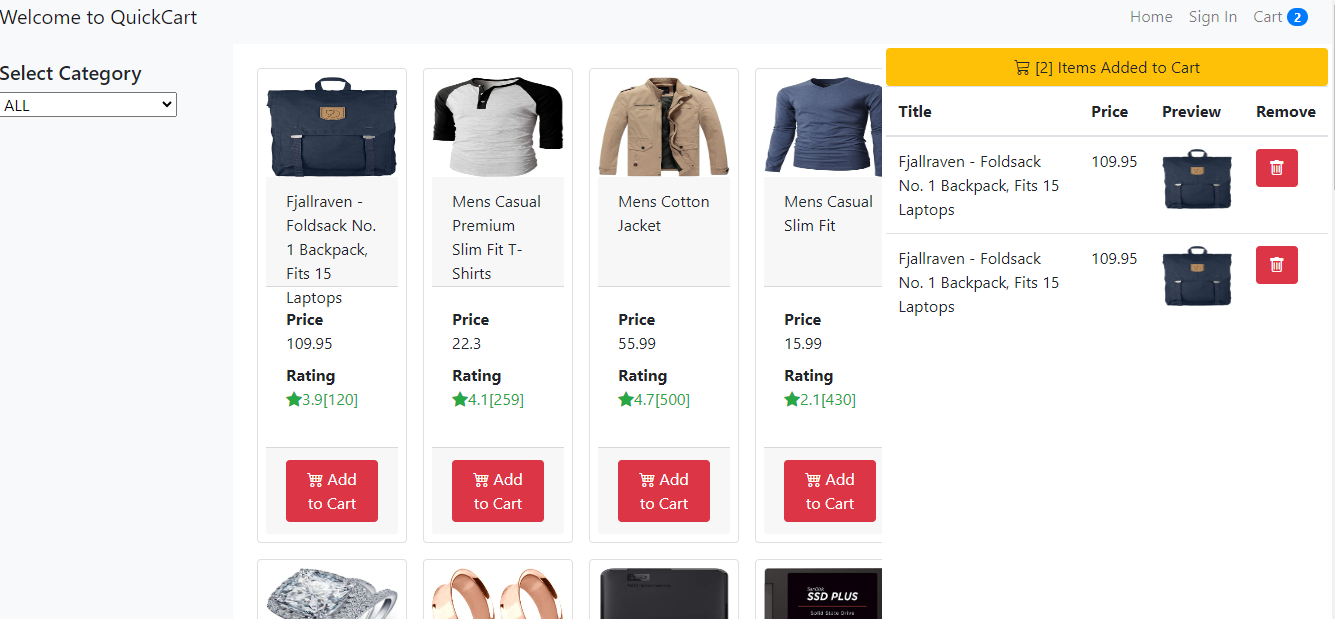 Welcome to QuickCart
Home Sign In Cart 2
Select Category
ALL
Fjallraven -
Foldsack No.
1 Backpack,
Fits 15
Laptops
Price
109.95
Rating
3.9[120]
Add
to Cart
Mens Casual
Premium
Slim Fit T-
Shirts
Price
22.3
Rating
4.1[259]
Add
to Cart
Mens Cotton
Jacket
Price
55.99
Rating
4.7[500]
Add
to Cart
Mens Casual
Slim Fit
Price
15.99
Rating
2.1[430]
Add
to Cart
SanDisk
SSD PLUS
Solid State Drive
[2] Items Added to Cart
Title Price Preview Remove
Fjallraven - Foldsack 109.95
No. 1 Backpack, Fits 15
Laptops
Fjallraven - Foldsack 109.95
No. 1 Backpack, Fits 15
Laptops